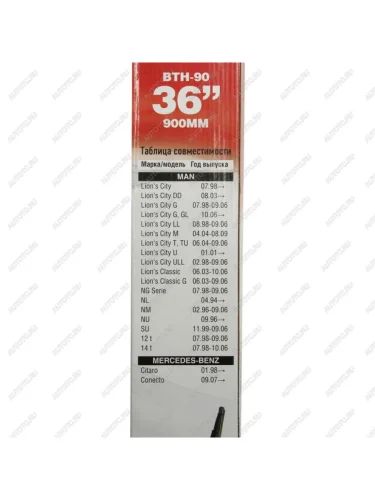 BTH-90
36”
900MM
Таблица совместимости
Марка/модель Год выпуска
MAN
Lion's City 07.98→
Lion's City DD 08.03→
Lion's City G 07.98-09.06
Lion's City G, GL 10.06→
Lion's City LL 08.98-09.06
Lion's City M 04.04-08.09
Lion's City T, TU 06.04-09.06
Lion's City U 01.01→
Lion's City ULL 02.98-09.06
Lion's Classic 06.03-10.06
Lion's Classic G 06.03-09.06
NG Serie 07.98-09.06
NL 04.94→
NM 02.96-09.06
NU 09.96→
SU 11.99-09.06
12 t 07.98-09.06
14 t 07.98-10.06
MERCEDES-BENZ
Citaro 01.98→
Conecto 09.07→